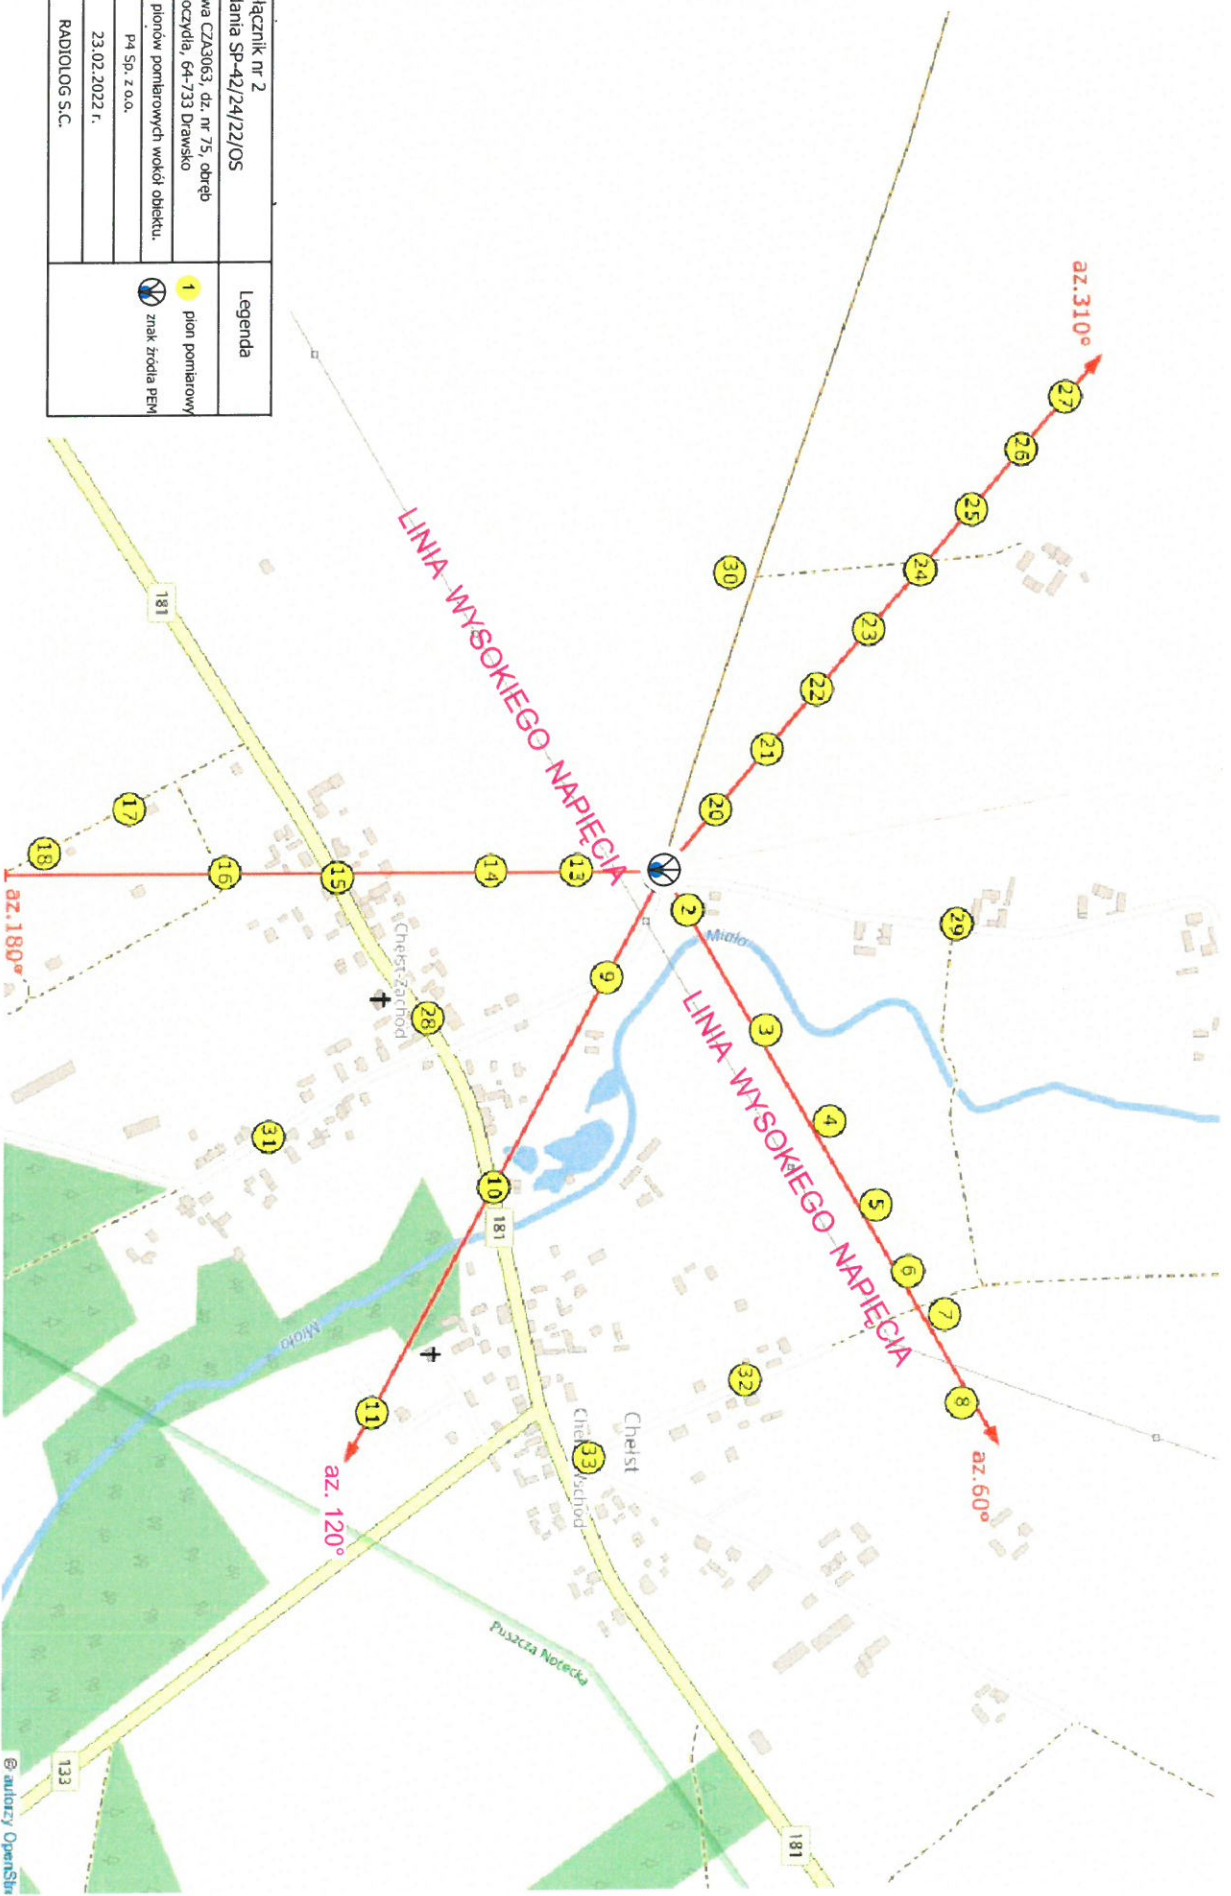 łącznik nr 2
dania SP-42/24/22/OS
wa CZA3063, dz. nr 75, obręb
oczydła, 64-733 Drawsko
pionów pomiarowych wokół obiektu.
P4 Sp. z o.o.
23.02.2022 r.
RADIOLOG S.C.
Legenda
1 pion pomiarowy
znak źródła PEM
az.310°
27
26
25
24
23
22
21
20
30
29
2
3
4
5
6
7
8
az.60°
9
10
11
az. 120°
13
14
15
16
17
18
az.180°
28
31
32
33
LINIA WYSOKIEGO NAPIĘCIA
LINIA WYSOKIEGO NAPIĘCIA
Miała
Miała
Chełst-Zachód
Chełst
Puszcza Notecka
181
181
181
133
© autorzy OpenStr